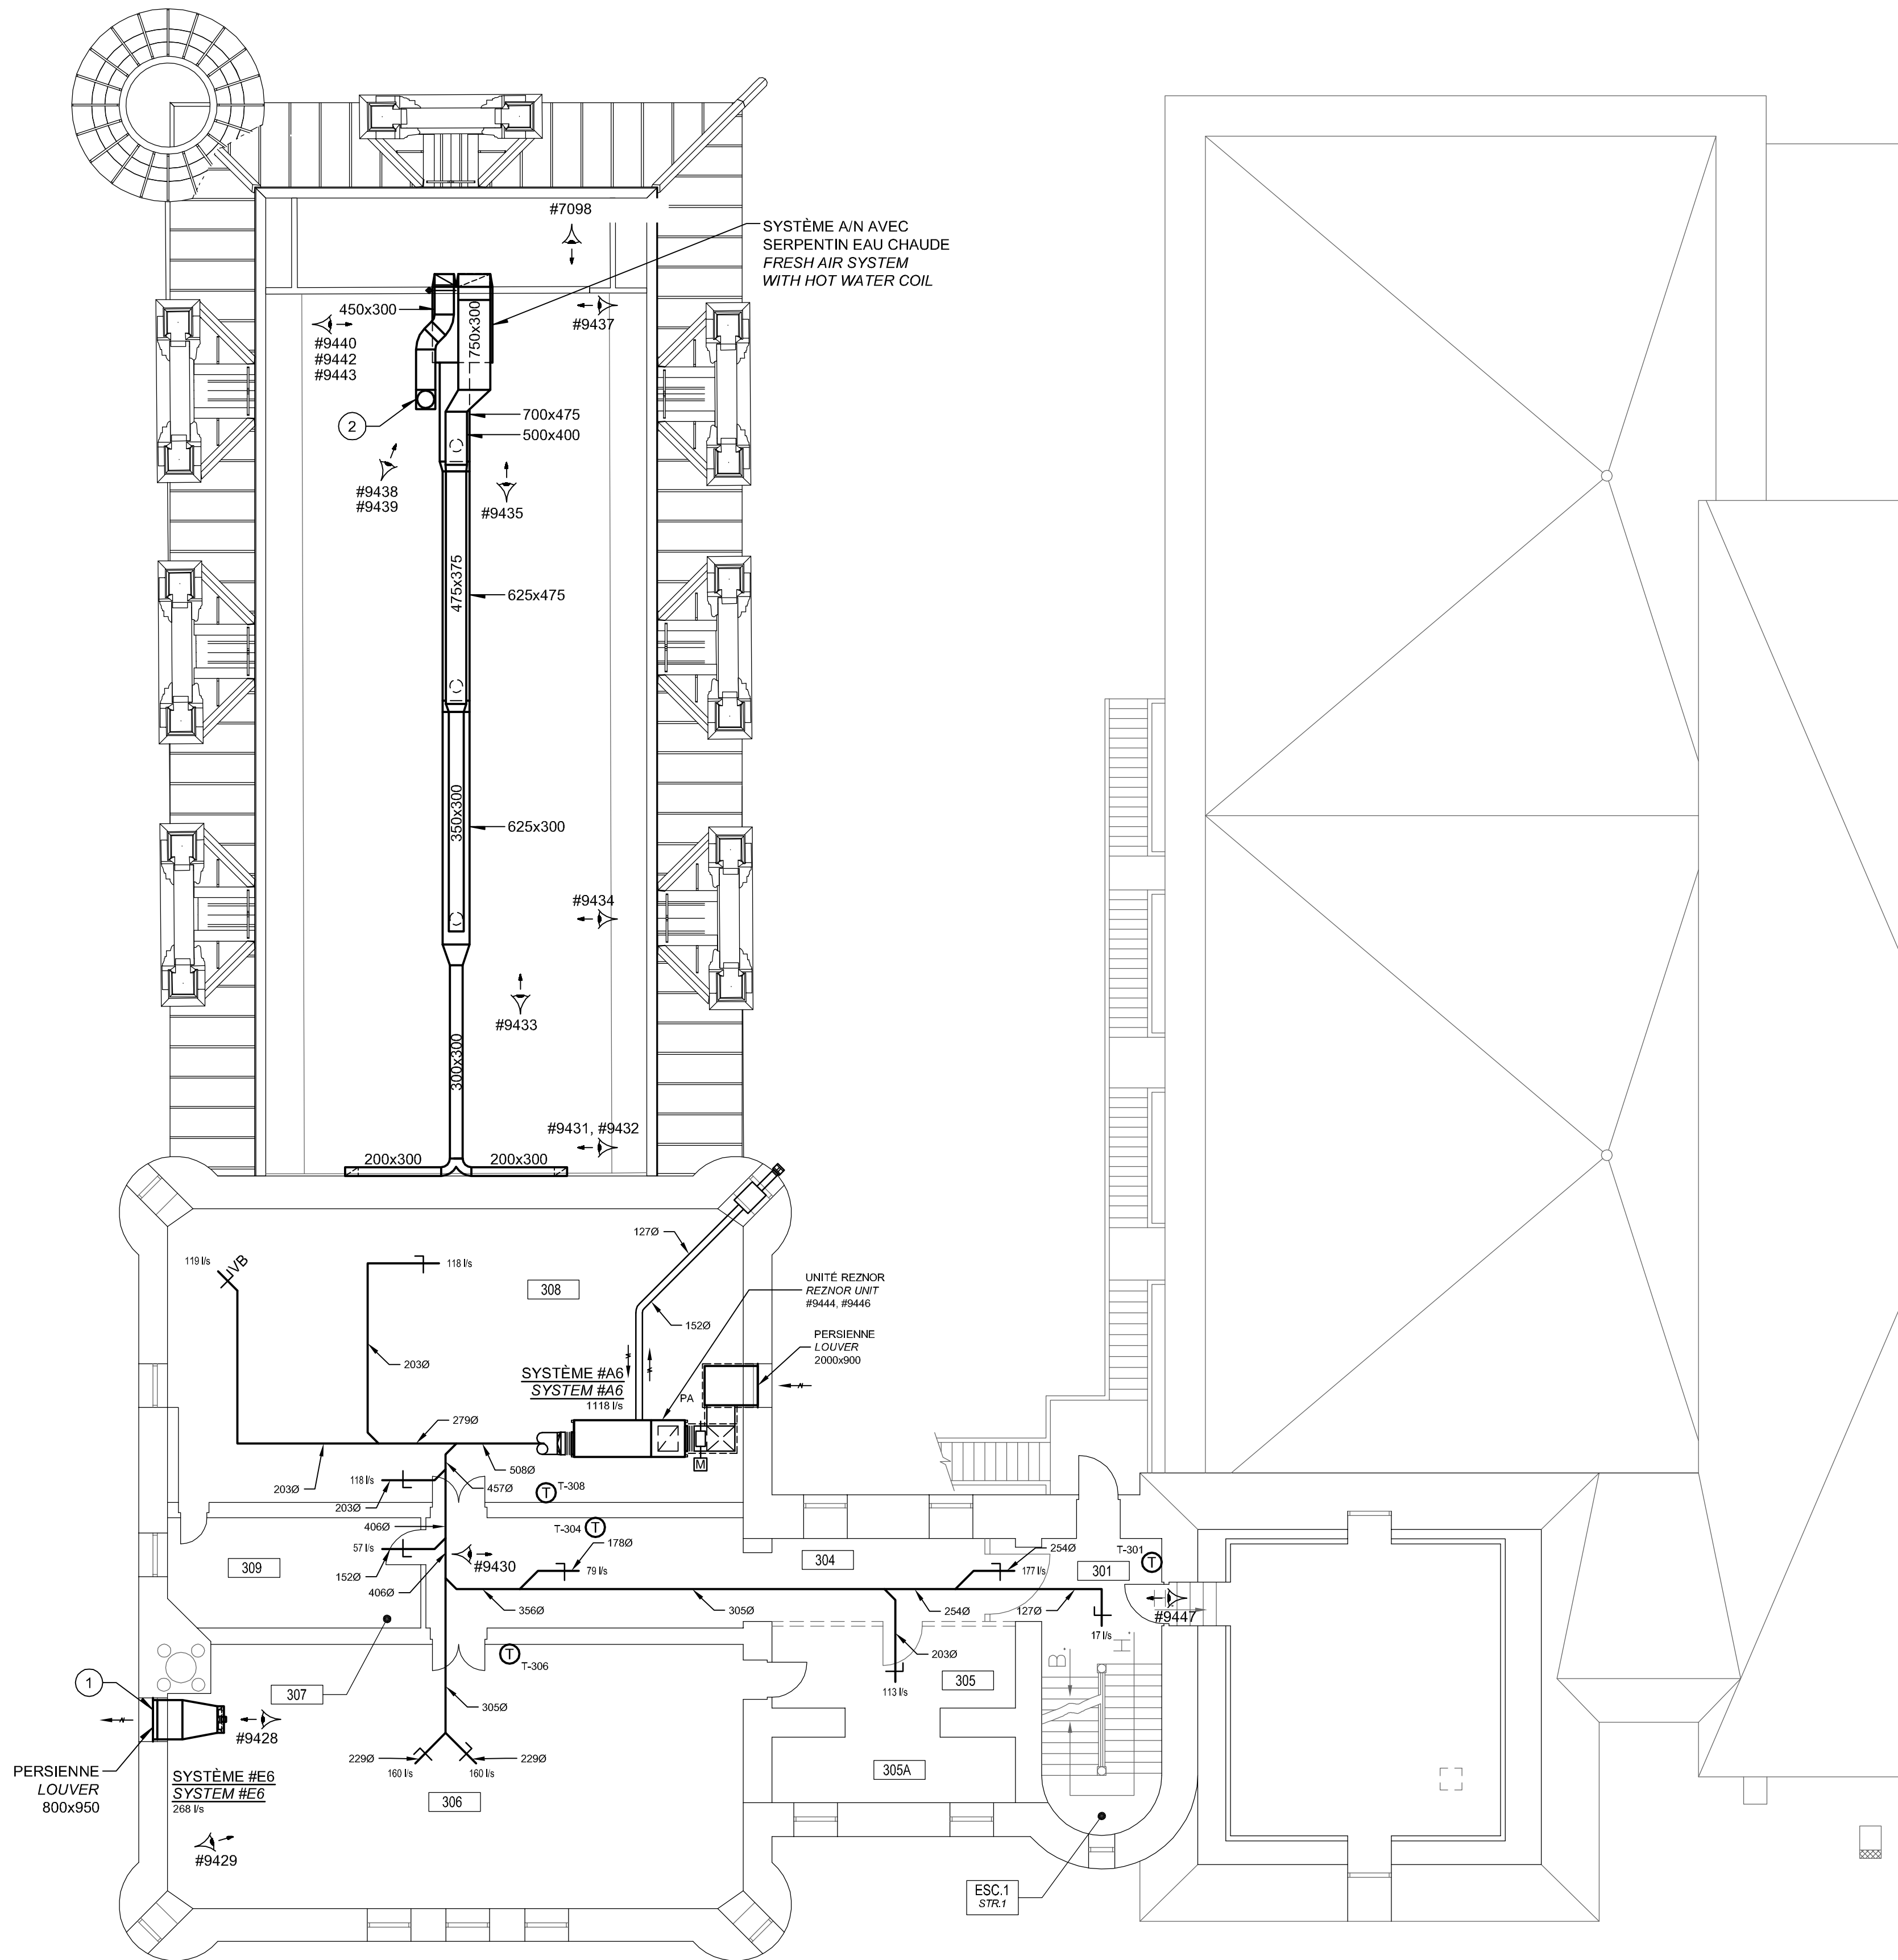 #7098
SYSTÈME A/N AVEC
SERPENTIN EAU CHAUDE
FRESH AIR SYSTEM
WITH HOT WATER COIL
450x300
750x300
#9437
#9440
#9442
#9443
2
700x475
500x400
#9438
#9439
#9435
475x375
625x475
350x300
625x300
#9434
#9433
300x300
#9431, #9432
200x300
200x300
127Ø
119 l/s
IVB
118 l/s
308
UNITÉ REZNOR
REZNOR UNIT
#9444, #9446
152Ø
PERSIENNE
LOUVER
2000x900
203Ø
SYSTÈME #A6
SYSTEM #A6
1118 l/s
PA
279Ø
508Ø
M
118 l/s
457Ø
203Ø
T
T-308
203Ø
406Ø
T-304
T
178Ø
57 l/s
#9430
309
152Ø
406Ø
79 l/s
304
254Ø
177 l/s
T-301
T
301
356Ø
305Ø
254Ø
127Ø
#9447
17 l/s
H.
B.
T
T-306
203Ø
305
113 l/s
1
307
305Ø
#9428
229Ø
229Ø
160 l/s
160 l/s
PERSIENNE
LOUVER
800x950
SYSTÈME #E6
SYSTEM #E6
268 l/s
306
305A
#9429
ESC.1
STR.1